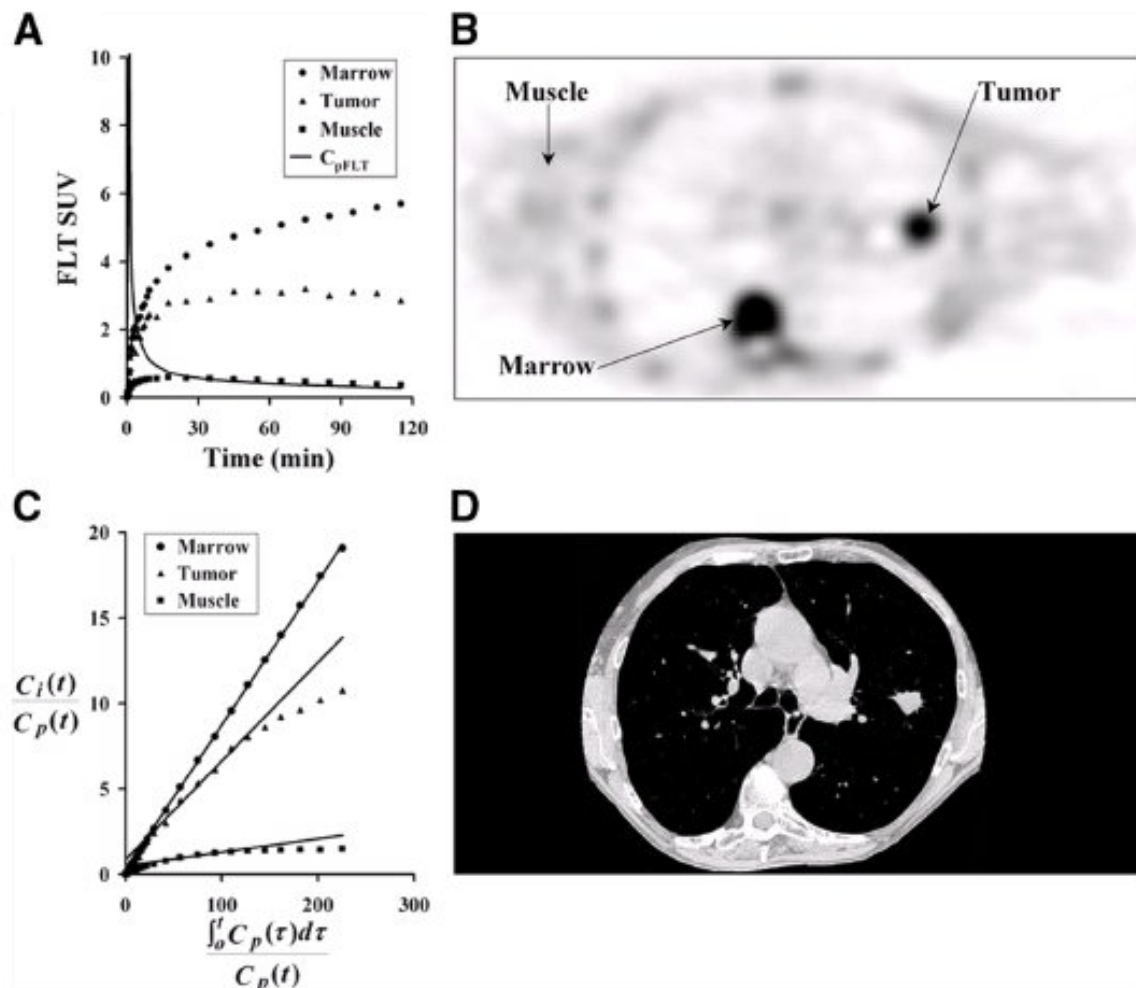 A
10
8
6
4
2
0
FLT SUV
Marrow
Tumor
Muscle
C_pFLT
0 30 60 90 120
Time (min)
B
Muscle
Tumor
Marrow
C
20
15
10
5
0
Marrow
Tumor
Muscle
C_i(t)
C_p(t)
0 100 200 300
∫_o^t C_p(τ)dτ
C_p(t)
D